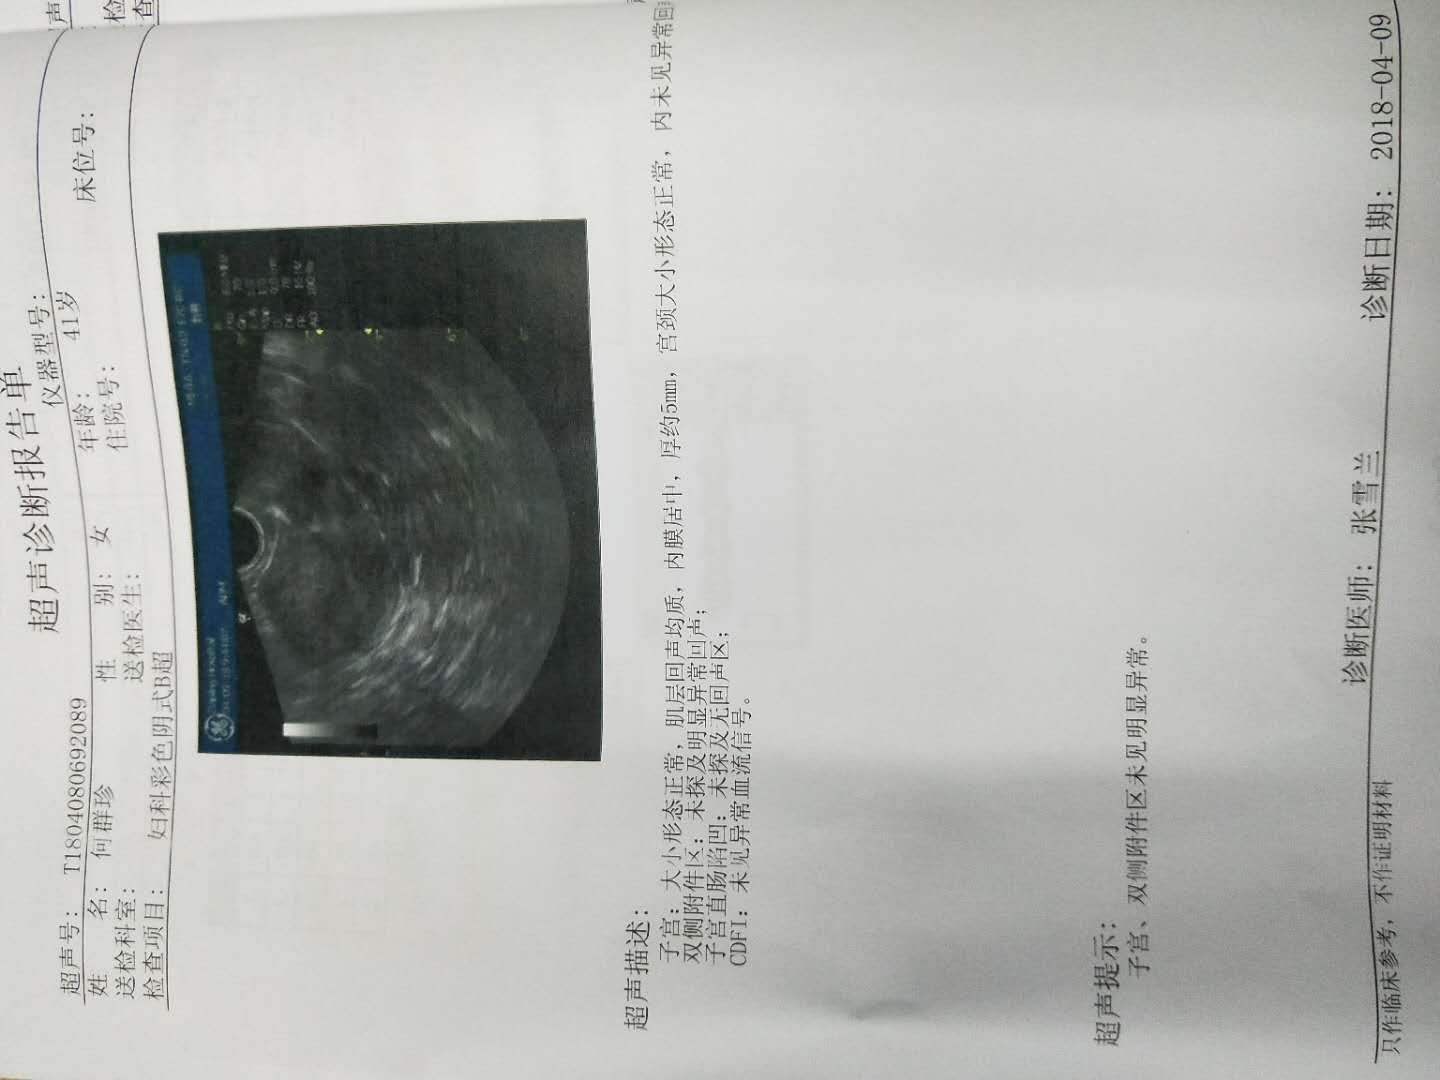 超声诊断报告单
超声号： T180408069​2089 仪器型号：
姓 名： 何群珍 性 别： 女 年龄： 41岁 床位号：
送检科室： 送检医生： 住院号：
检查项目： 妇科彩色阴式B超
超声描述：
子宫：大小形态正常，肌层回声均质，内膜居中，厚约5mm，宫颈大小形态正常，内未见异常回
双侧附件区：未探及明显异常回声；
子宫直肠陷凹：未探及无回声区；
CDFI：未见异常血流信号。
超声提示：
子宫、双侧附件区未见明显异常。
诊断医师： 张雪兰 诊断日期： 2018-04-09
只作临床参考，不作证明材料